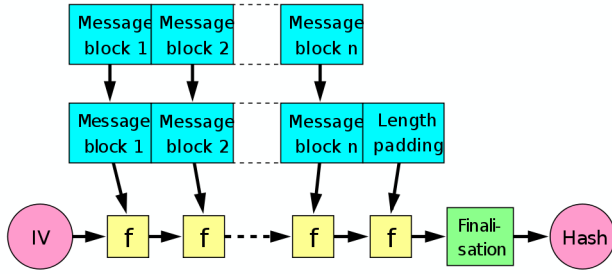 Message Message Message
block 1 block 2 block n
Message Message Message Length
block 1 block 2 block n padding
IV f f f f Finali-
sation Hash